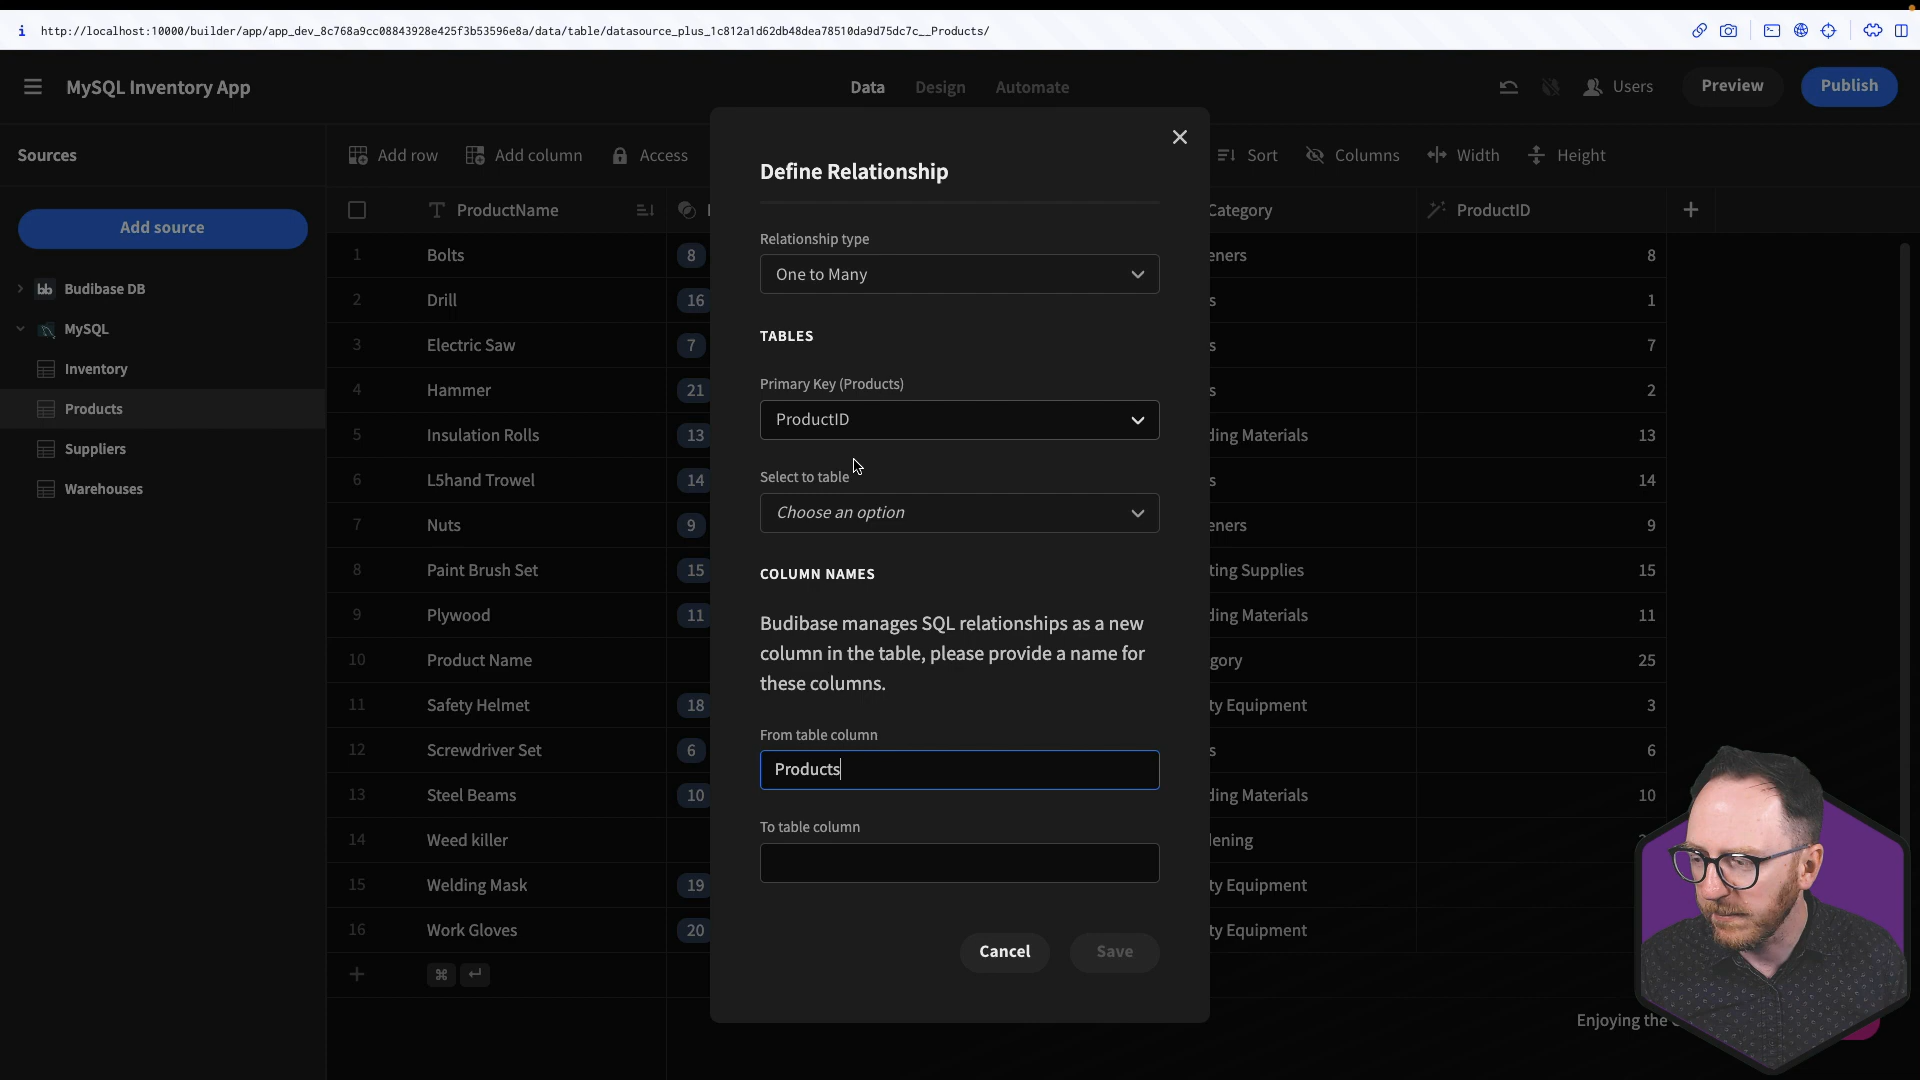 http://localhost:10000/builder/app/app_dev_8c768a9cc08843928e425f3b53596e8a/data/table/datasource_plus_1c812a1d62db48dea78510da9d75dc7c__Products/
MySQL Inventory App
Data
Design
Automate
Users
Preview
Publish
Sources
Add row
Add column
Access
Sort
Columns
Width
Height
Add source
Budibase DB
MySQL
Inventory
Products
Suppliers
Warehouses
ProductName
Category
ProductID
1 Bolts 8 eners 8
2 Drill 16 s 1
3 Electric Saw 7 s 7
4 Hammer 21 s 2
5 Insulation Rolls 13 ding Materials 13
6 L5hand Trowel 14 s 14
7 Nuts 9 eners 9
8 Paint Brush Set 15 ting Supplies 15
9 Plywood 11 ding Materials 11
10 Product Name gory 25
11 Safety Helmet 18 ty Equipment 3
12 Screwdriver Set 6 s 6
13 Steel Beams 10 ding Materials 10
14 Weed killer dening
15 Welding Mask 19 ty Equipment
16 Work Gloves 20 ty Equipment
Define Relationship
Relationship type
One to Many
TABLES
Primary Key (Products)
ProductID
Select to table
Choose an option
COLUMN NAMES
Budibase manages SQL relationships as a new
column in the table, please provide a name for
these columns.
From table column
Products
To table column
Cancel
Save
Enjoying the